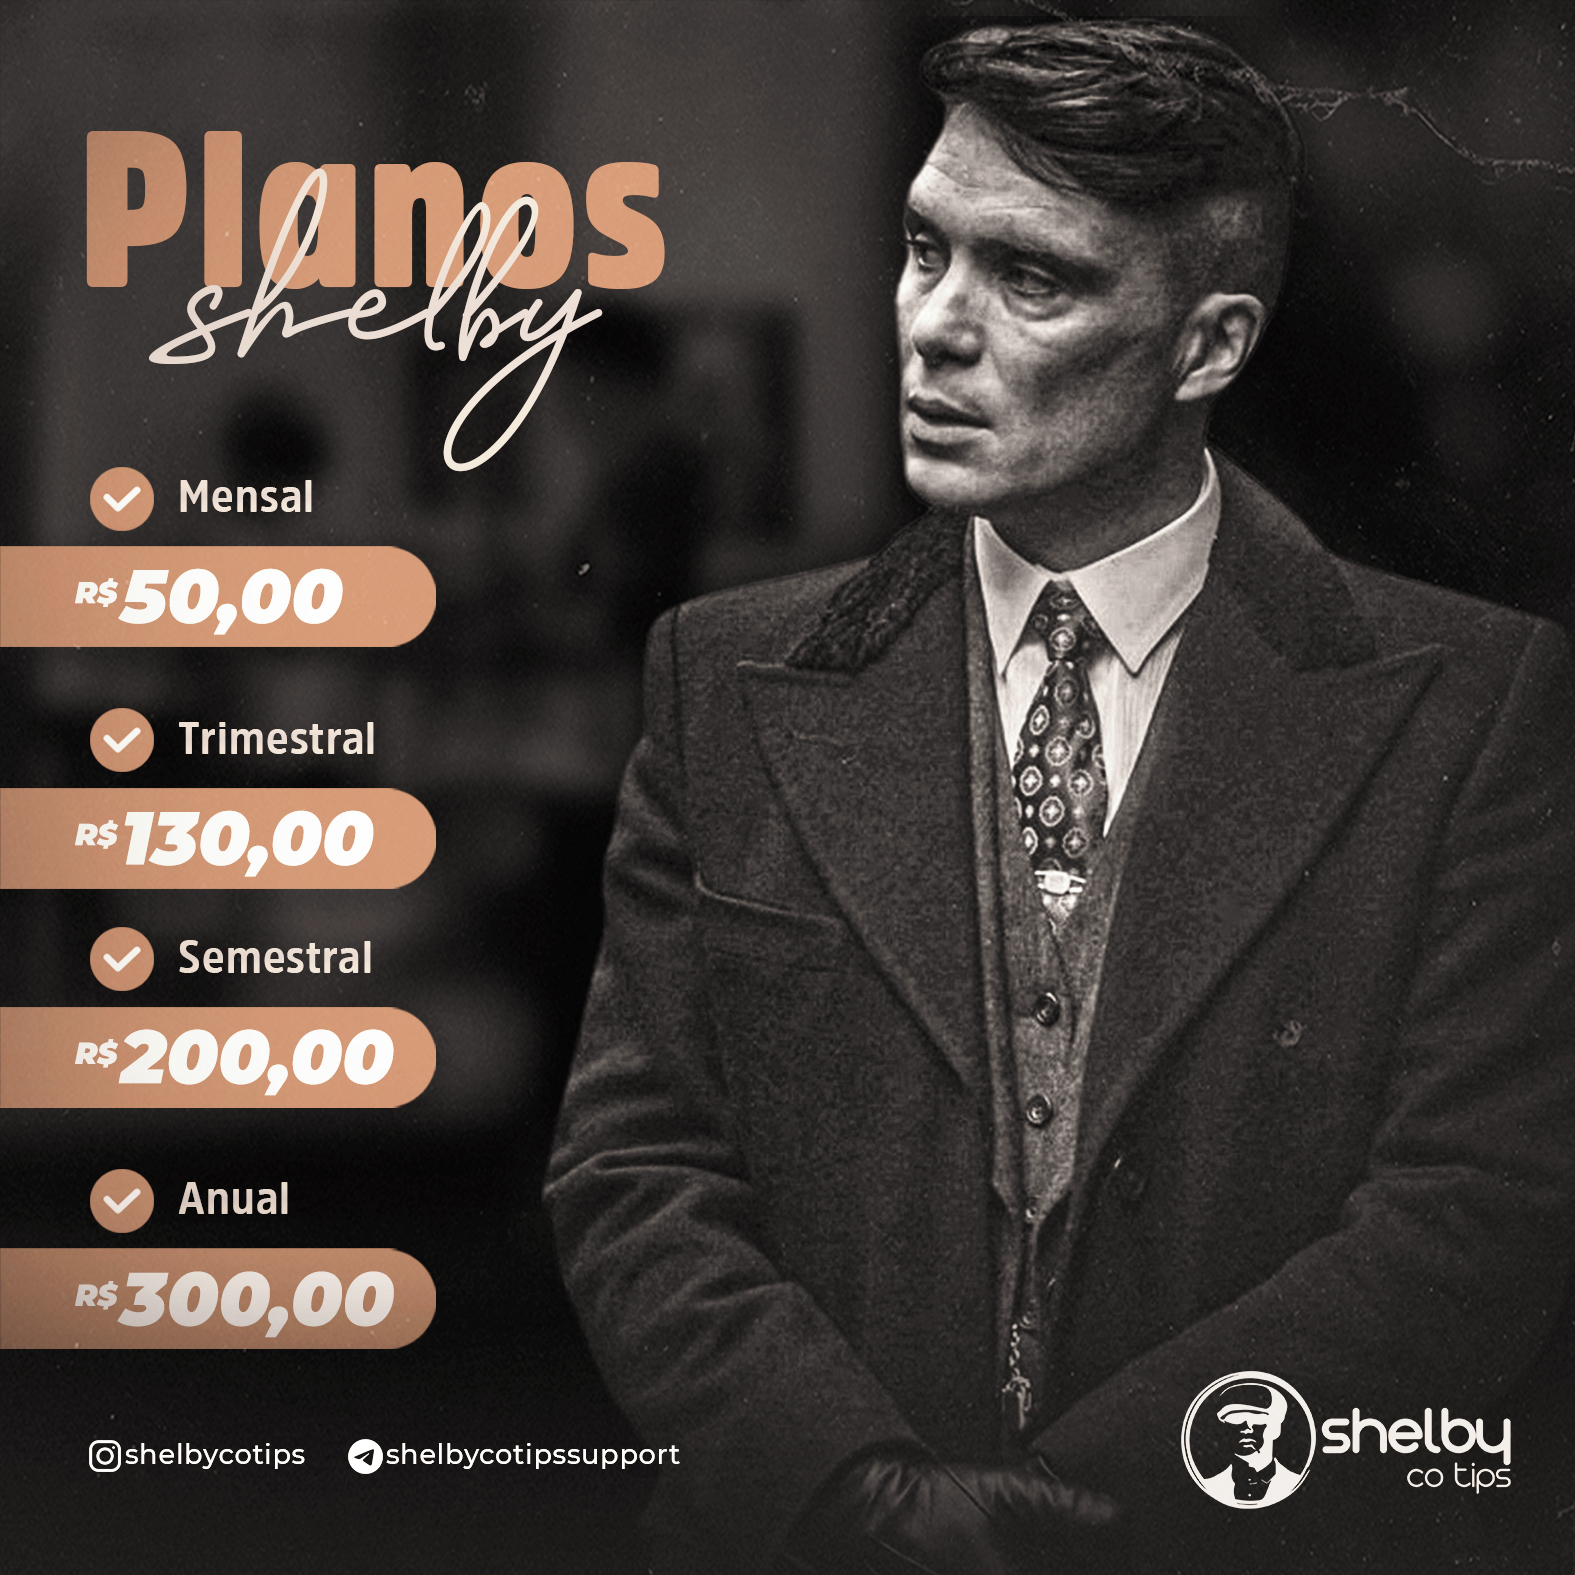 Planos
shelby
Mensal
R$50,00
Trimestral
R$130,00
Semestral
R$200,00
Anual
R$300,00
shelbycotips
shelbycotipssupport
shelby
co tips